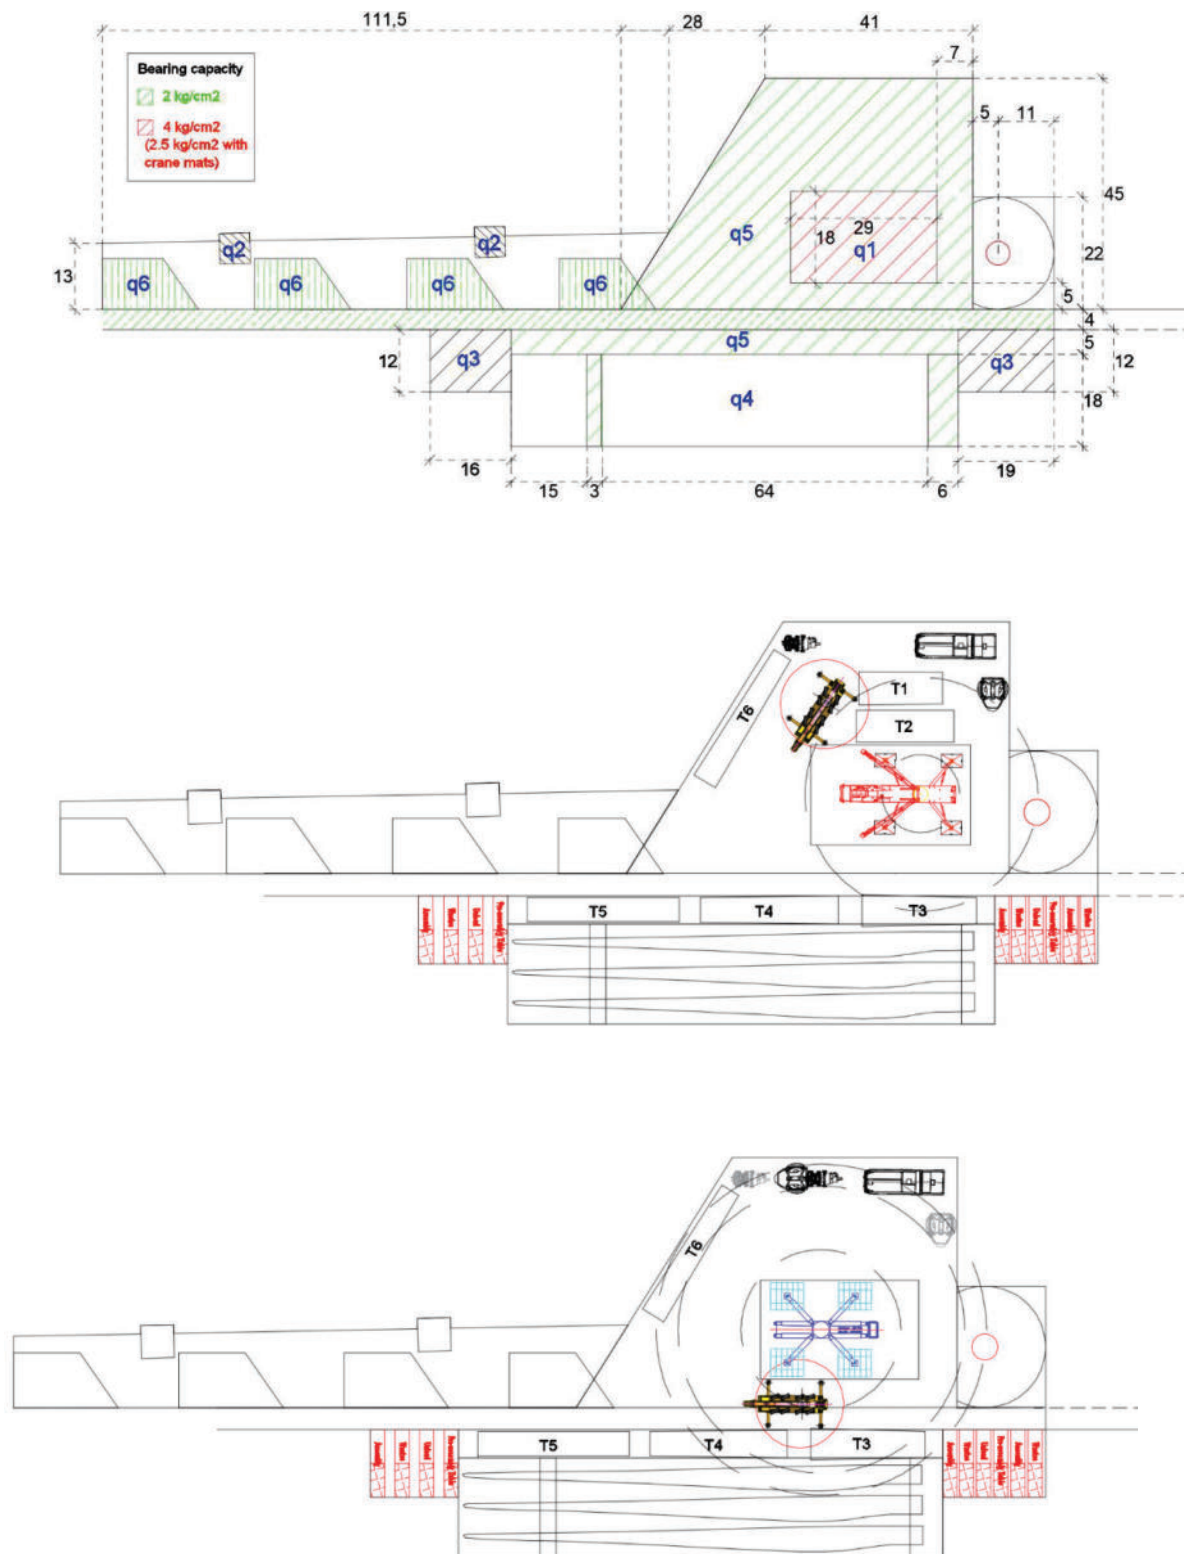 111,5
28
41
7
Bearing capacity
2 kg/cm2
4 kg/cm2
(2.5 kg/cm2 with
crane mats)
5
11
45
q5
29
18
q1
22
q2
q2
13
q6
q6
q6
q6
5
4
q5
5
12
q3
q4
q3
12
18
16
19
15
3
64
6
T1
T6
T2
T5
T4
T3
T6
T5
T4
T3